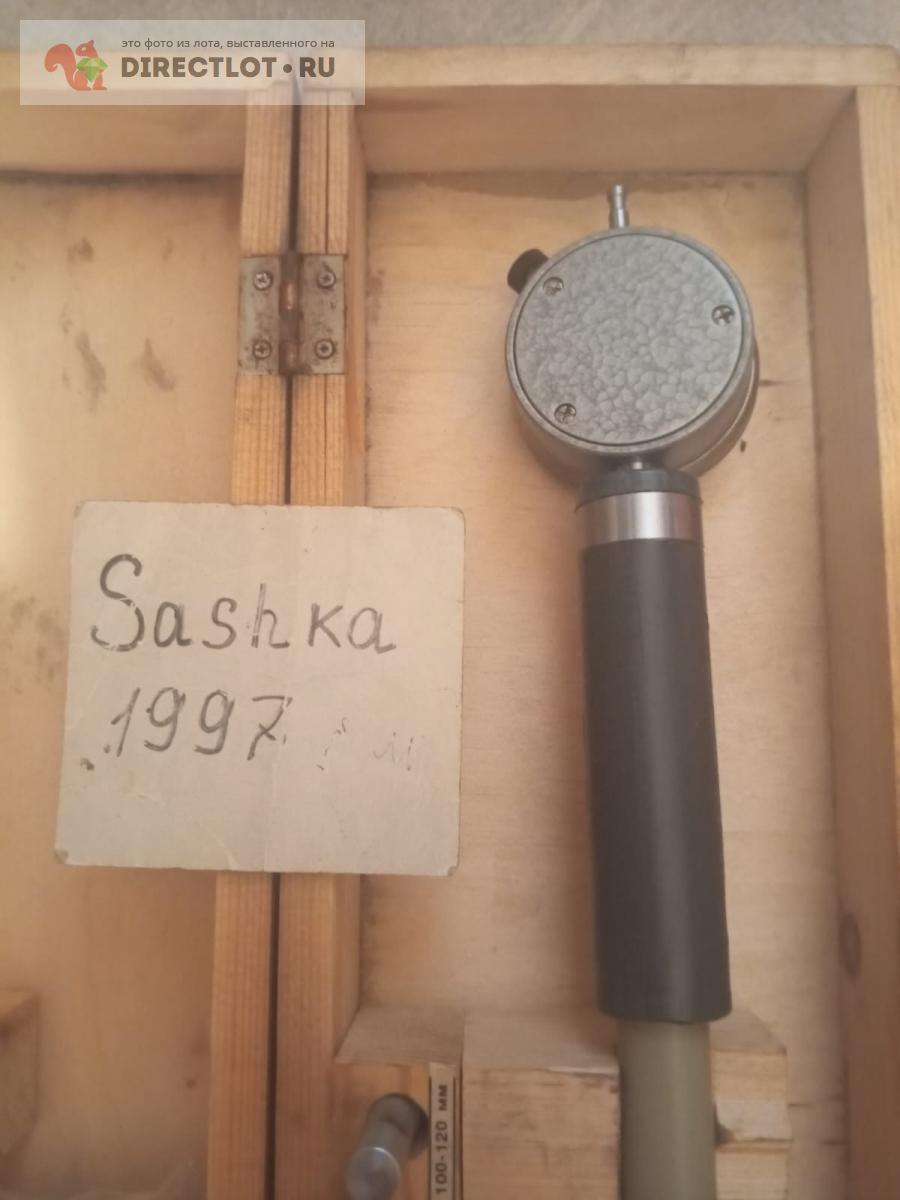 это фото из лота, выставленного на
DIRECTLOT•RU
Sashka
1997
100-120 мм